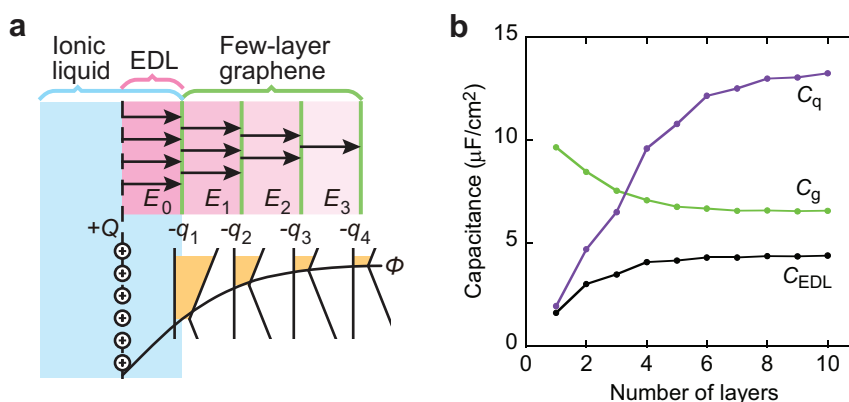 a
Ionic
liquid
EDL
Few-layer
graphene
E0 E1 E2 E3
+Q -q1 -q2 -q3 -q4
Φ
b
Capacitance (μF/cm2)
15
10
5
0
Cq
Cg
CEDL
2 4 6 8 10
Number of layers